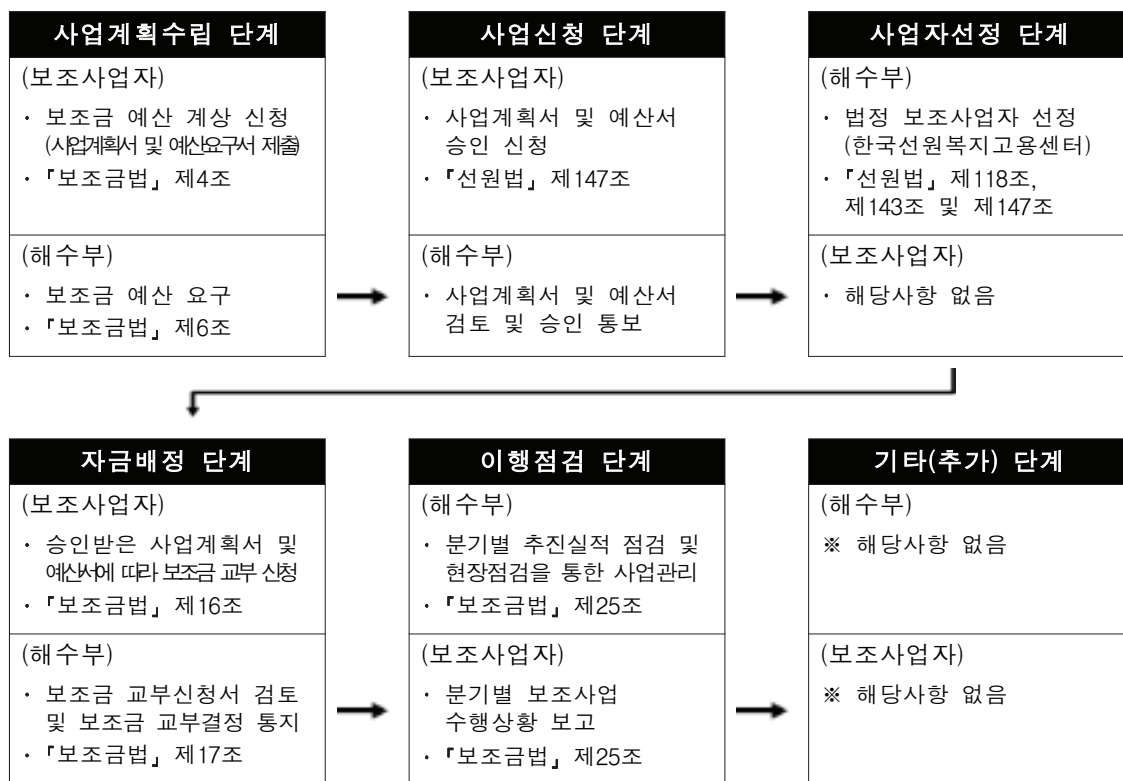 사업계획수립 단계
(보조사업자)
· 보조금 예산 계상 신청
(사업계획서 및 예산요구서 제출)
· 『보조금법』 제4조
(해수부)
· 보조금 예산 요구
· 『보조금법』 제6조
사업신청 단계
(보조사업자)
· 사업계획서 및 예산서
승인 신청
· 『선원법』 제147조
(해수부)
· 사업계획서 및 예산서
검토 및 승인 통보
사업자선정 단계
(해수부)
· 법정 보조사업자 선정
(한국선원복지고용센터)
· 『선원법』 제118조,
제143조 및 제147조
(보조사업자)
· 해당사항 없음
자금배정 단계
(보조사업자)
· 승인받은 사업계획서 및
예산서에 따라 보조금 교부 신청
· 『보조금법』 제16조
(해수부)
· 보조금 교부신청서 검토
및 보조금 교부결정 통지
· 『보조금법』 제17조
이행점검 단계
(해수부)
· 분기별 추진실적 점검 및
현장점검을 통한 사업관리
· 『보조금법』 제25조
(보조사업자)
· 분기별 보조사업
수행상황 보고
· 『보조금법』 제25조
기타(추가) 단계
(해수부)
※ 해당사항 없음
(보조사업자)
※ 해당사항 없음